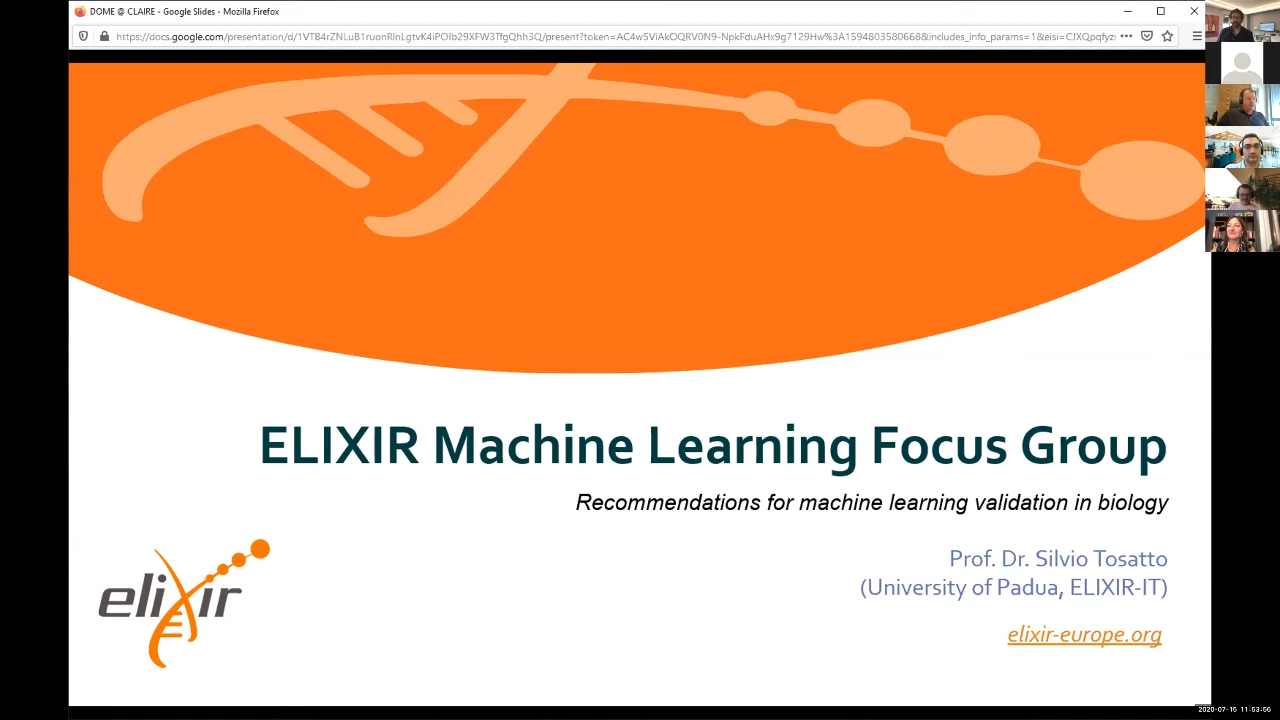 DOME @ CLAIRE - Google Slides - Mozilla Firefox
ELIXIR Machine Learning Focus Group
Recommendations for machine learning validation in biology
Prof. Dr. Silvio Tosatto
(University of Padua, ELIXIR-IT)
elixir
elixir-europe.org
2020-07-15 11:53:56